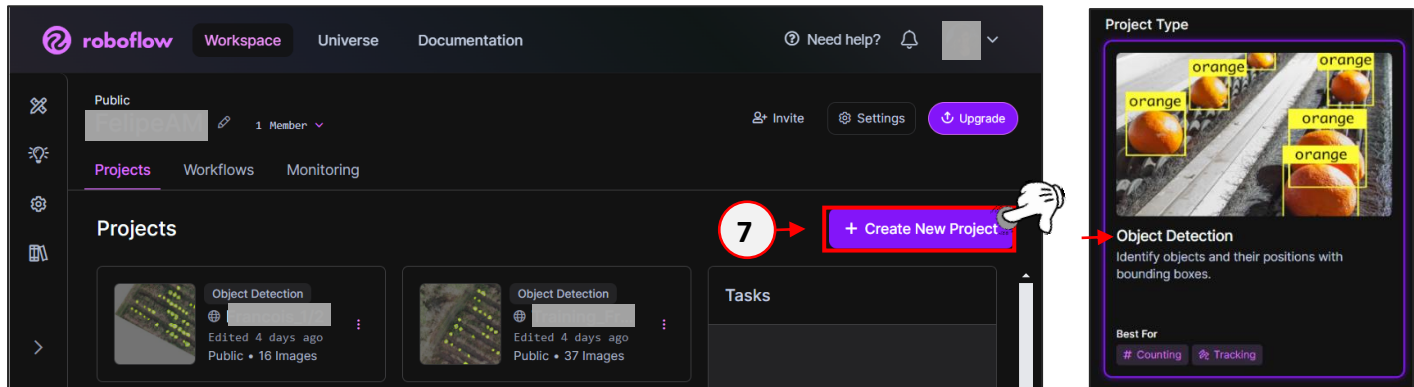 roboflow Workspace Universe Documentation Need help?
Public
1 Member
Invite Settings Upgrade
Projects Workflows Monitoring
Projects
7
+ Create New Project
Object Detection
Edited 4 days ago
Public • 16 Images
Object Detection
Edited 4 days ago
Public • 37 Images
Tasks
Project Type
orange
orange
orange
orange
orange
Object Detection
Identify objects and their positions with
bounding boxes.
Best For
# Counting Tracking